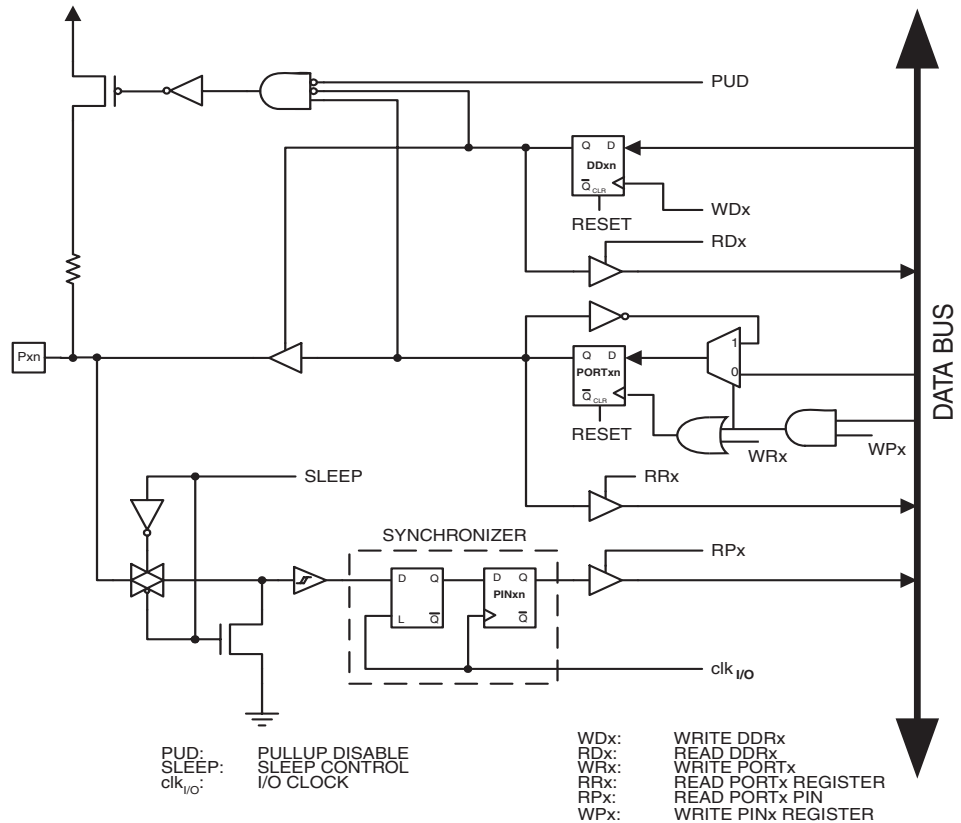 PUD
Q D
DDxn
Q CLR
WDx
RESET
RDx
1
Pxn
Q D
0
PORTxn
Q CLR
RESET
WRx
WPx
DATA BUS
SLEEP
RRx
SYNCHRONIZER
RPx
D Q
D Q
PINxn
L Q
Q
clk I/O
PUD: PULLUP DISABLE
SLEEP: SLEEP CONTROL
clkI/O: I/O CLOCK
WDx: WRITE DDRx
RDx: READ DDRx
WRx: WRITE PORTx
RRx: READ PORTx REGISTER
RPx: READ PORTx PIN
WPx: WRITE PINx REGISTER